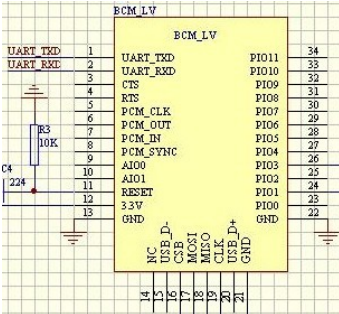 BCM_LV
BCM_LV
UART_TXD 1 UART_TXD PIO11 34
UART_RXD 2 UART_RXD PIO10 33
3 CTS PIO9 32
4 RTS PIO8 31
5 PCM_CLK PIO7 30
6 PCM_OUT PIO6 29
R3 7 PCM_IN PIO5 28
10K 8 PCM_SYNC PIO4 27
C4 9 AIO0 PIO3 26
224 10 AIO1 PIO2 25
11 RESET PIO1 24
12 3.3V PIO0 23
13 GND GND 22
NC USB_D- CSB MOSI MISO CLK USB_D+ GND
14 15 16 17 18 19 20 21